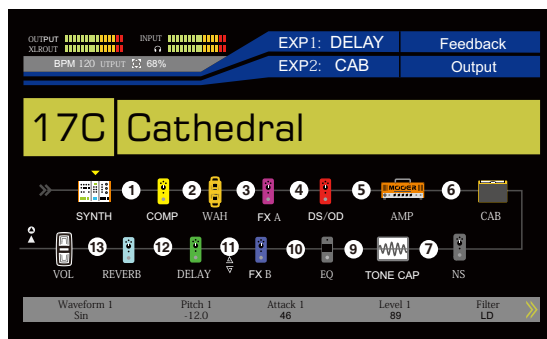 OUTPUT INPUT EXP1: DELAY Feedback
XLROUT
BPM 120 UTPUT 68% EXP2: CAB Output
17C Cathedral
1 2 3 4 5 MOOER 6
SYNTH COMP WAH FX A DS/OD AMP CAB
13 12 11 10 9 7
VOL REVERB DELAY FX B EQ TONE CAP NS
Waveform 1 Pitch 1 Attack 1 Level 1 Filter
Sin -12.0 46 89 LD